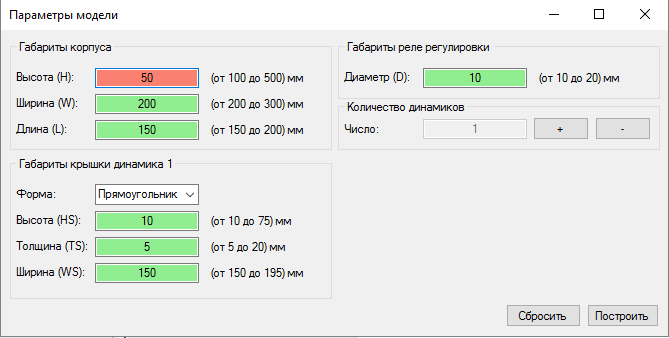 Параметры модели
Габариты корпуса
Высота (H): 50 (от 100 до 500) мм
Ширина (W): 200 (от 200 до 300) мм
Длина (L): 150 (от 150 до 200) мм
Габариты реле регулировки
Диаметр (D): 10 (от 10 до 20) мм
Количество динамиков
Число: 1 + -
Габариты крышки динамика 1
Форма: Прямоугольник
Высота (HS): 10 (от 10 до 75) мм
Толщина (TS): 5 (от 5 до 20) мм
Ширина (WS): 150 (от 150 до 195) мм
Сбросить Построить